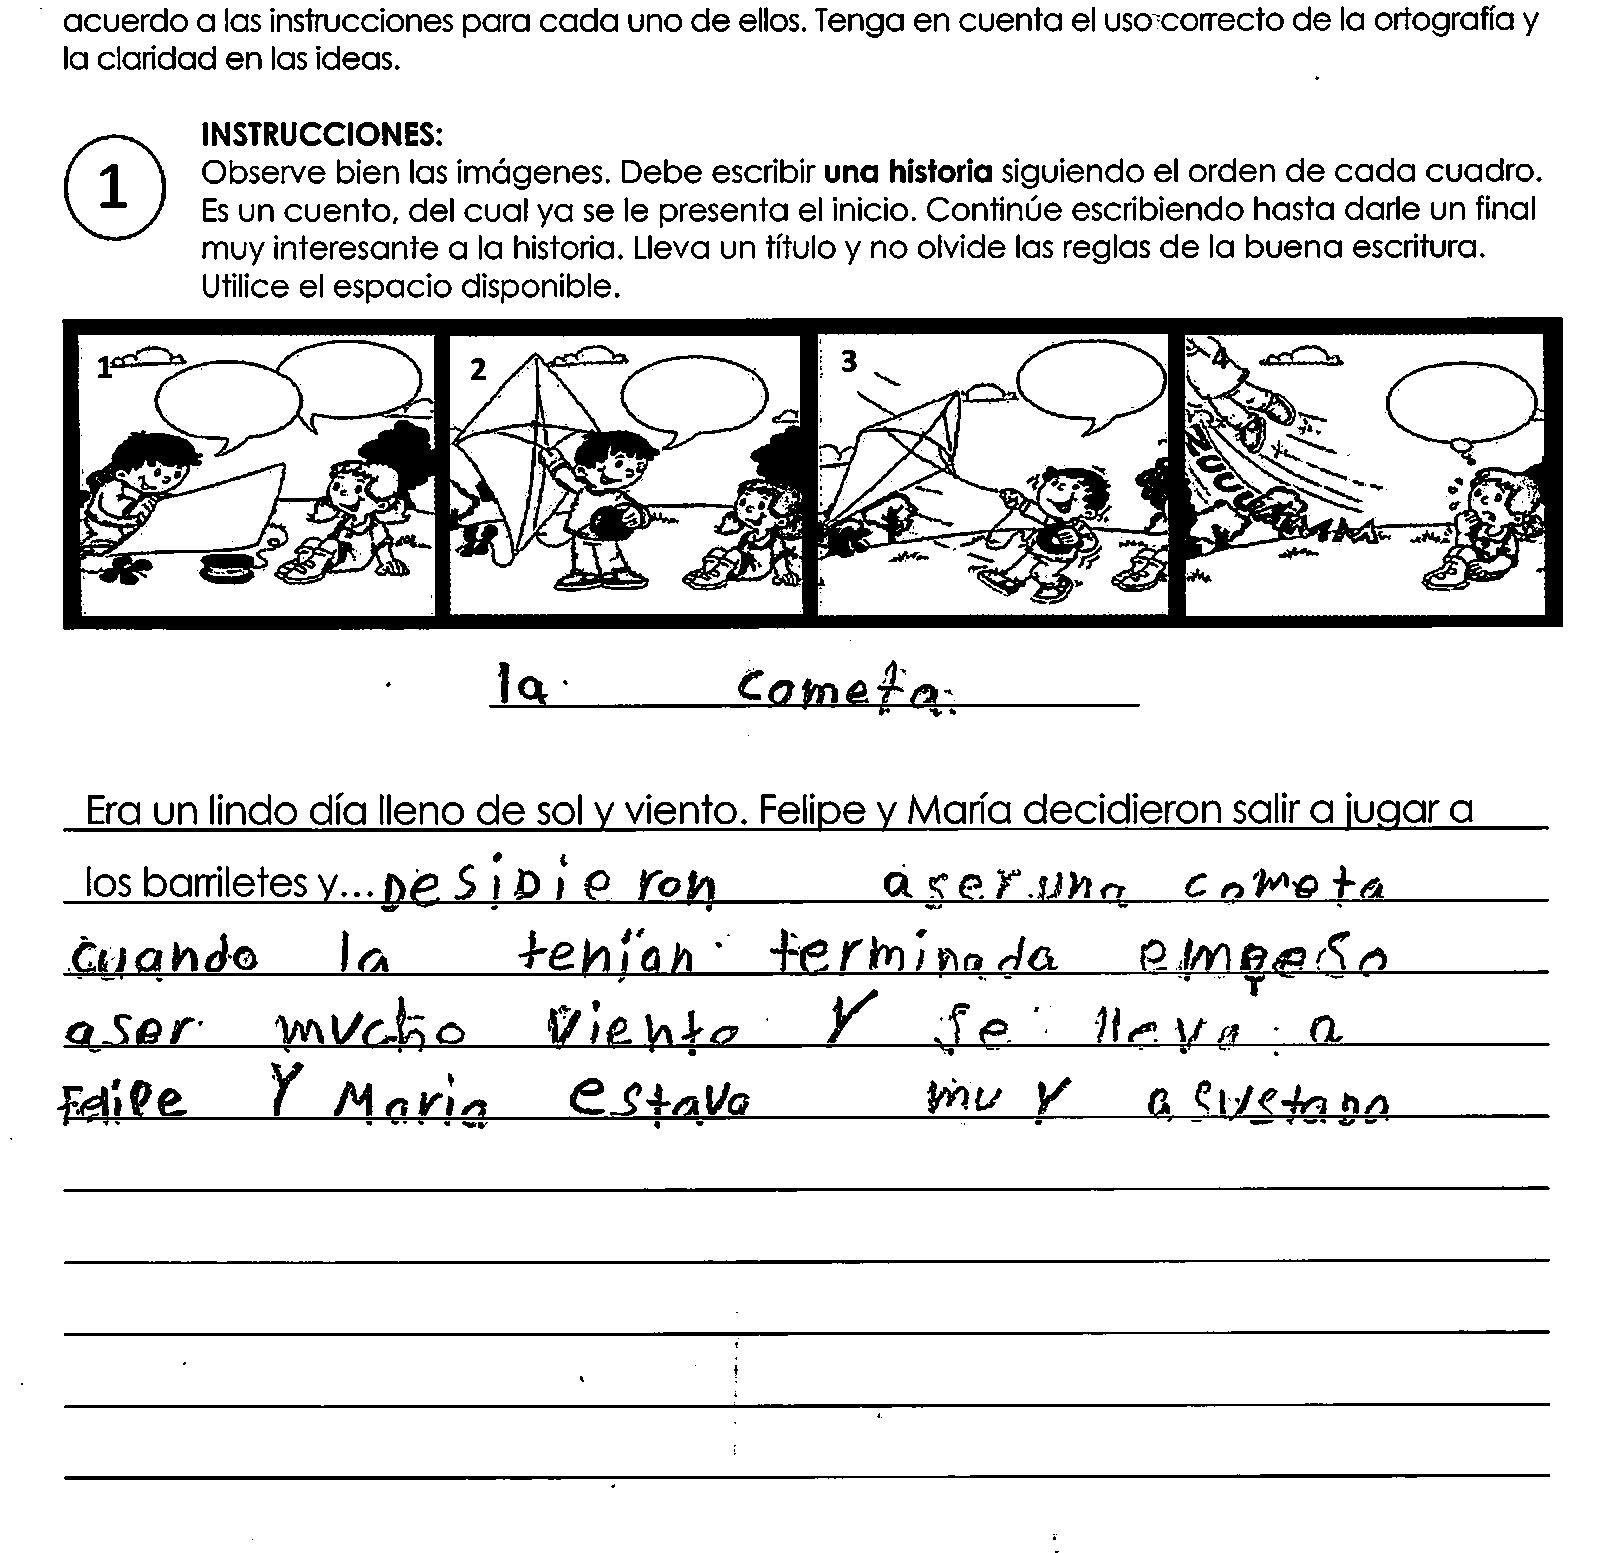 acuerdo a las instrucciones para cada uno de ellos. Tenga en cuenta el uso correcto de la ortografía y
la claridad en las ideas.
1
INSTRUCCIONES:
Observe bien las imágenes. Debe escribir una historia siguiendo el orden de cada cuadro.
Es un cuento, del cual ya se le presenta el inicio. Continúe escribiendo hasta darle un final
muy interesante a la historia. Lleva un título y no olvide las reglas de la buena escritura.
Utilice el espacio disponible.
1 2 3 4
la cometa
Era un lindo día lleno de sol y viento. Felipe y María decidieron salir a jugar a
los barriletes y... DesiDieron aser una cometa
cuando la tenían terminada empeso
aser mucho viento Y se lleva a
Felipe Y Maria estava muY asustaDa